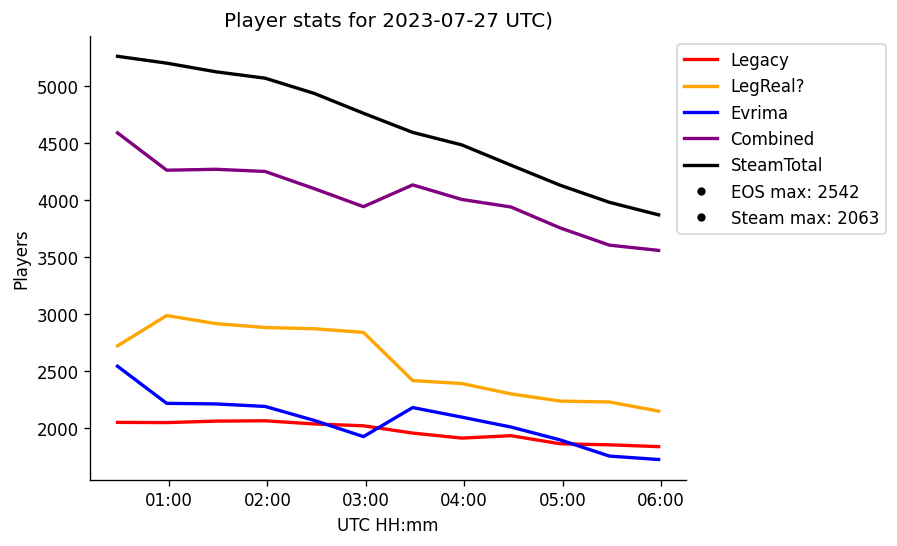 Player stats for 2023-07-27 UTC)
Legacy
LegReal?
Evrima
Combined
SteamTotal
EOS max: 2542
Steam max: 2063
Players
5000
4500
4000
3500
3000
2500
2000
01:00 02:00 03:00 04:00 05:00 06:00
UTC HH:mm